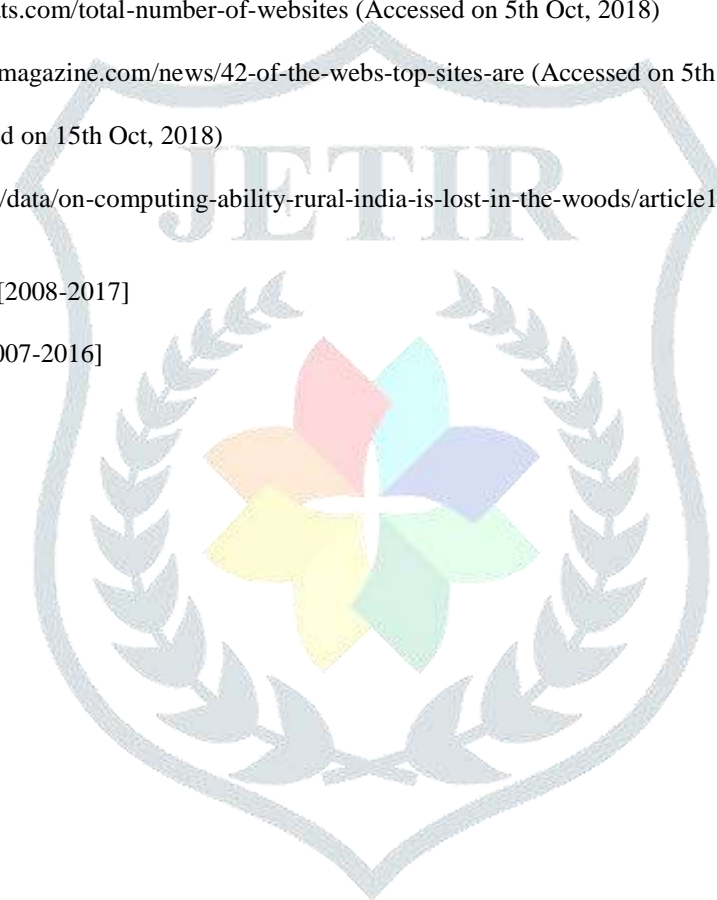 ts.com/total-number-of-websites (Accessed on 5th Oct, 2018)
magazine.com/news/42-of-the-webs-top-sites-are (Accessed on 5th
d on 15th Oct, 2018)
JETIR
/data/on-computing-ability-rural-india-is-lost-in-the-woods/article1
[2008-2017]
007-2016]